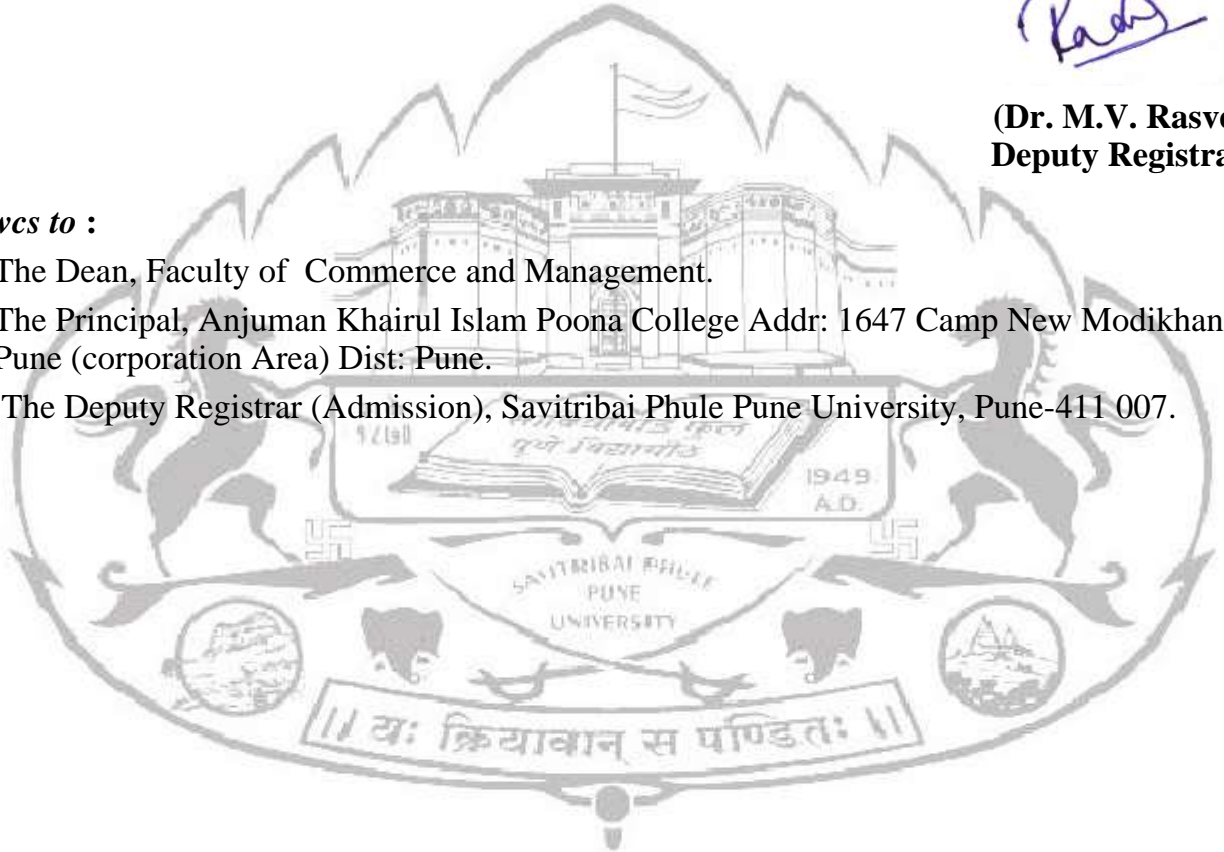 (Dr. M.V. Rasve
Deputy Registra
wcs to :
The Dean, Faculty of Commerce and Management.
The Principal, Anjuman Khairul Islam Poona College Addr: 1647 Camp New Modikhan
Pune (corporation Area) Dist: Pune.
The Deputy Registrar (Admission), Savitribai Phule Pune University, Pune-411 007.
पुणे विद्यापीठ
1949
A.D.
SAVITRIBAI PHULE
PUNE
UNIVERSITY
॥ यः क्रियावान् स पण्डितः ॥